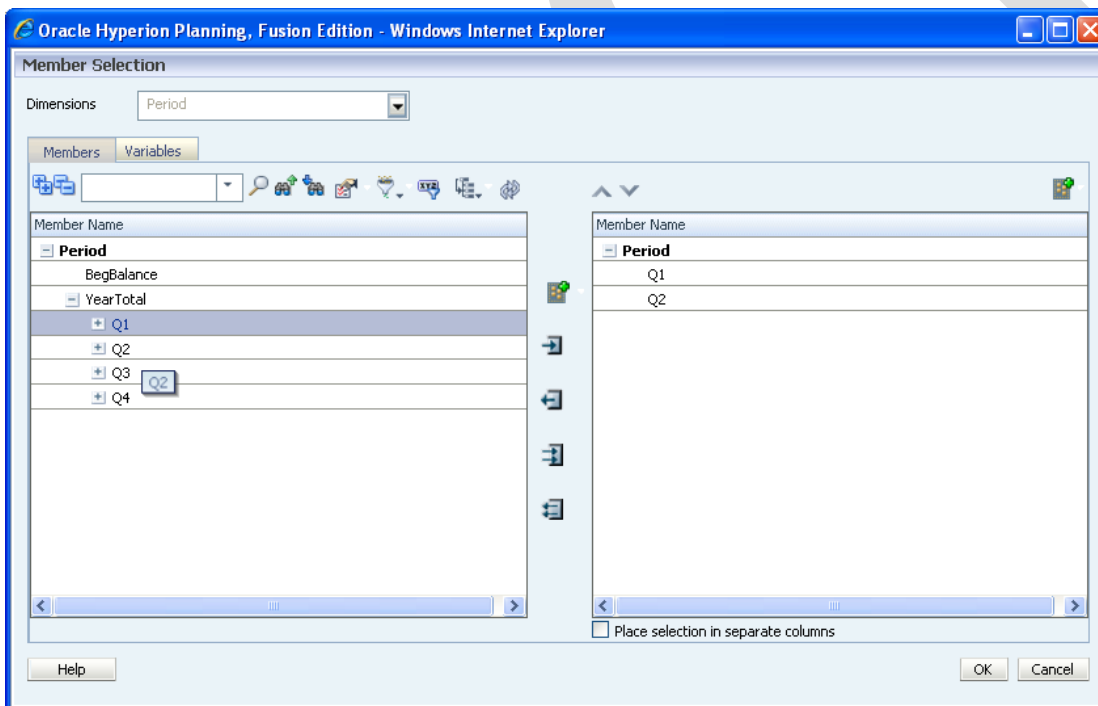 Oracle Hyperion Planning, Fusion Edition - Windows Internet Explorer
Member Selection
Dimensions Period
Members Variables
XYZ
Member Name
Period
BegBalance
YearTotal
Q1
Q2
Q3
Q2
Q4
Member Name
Period
Q1
Q2
Place selection in separate columns
Help OK Cancel